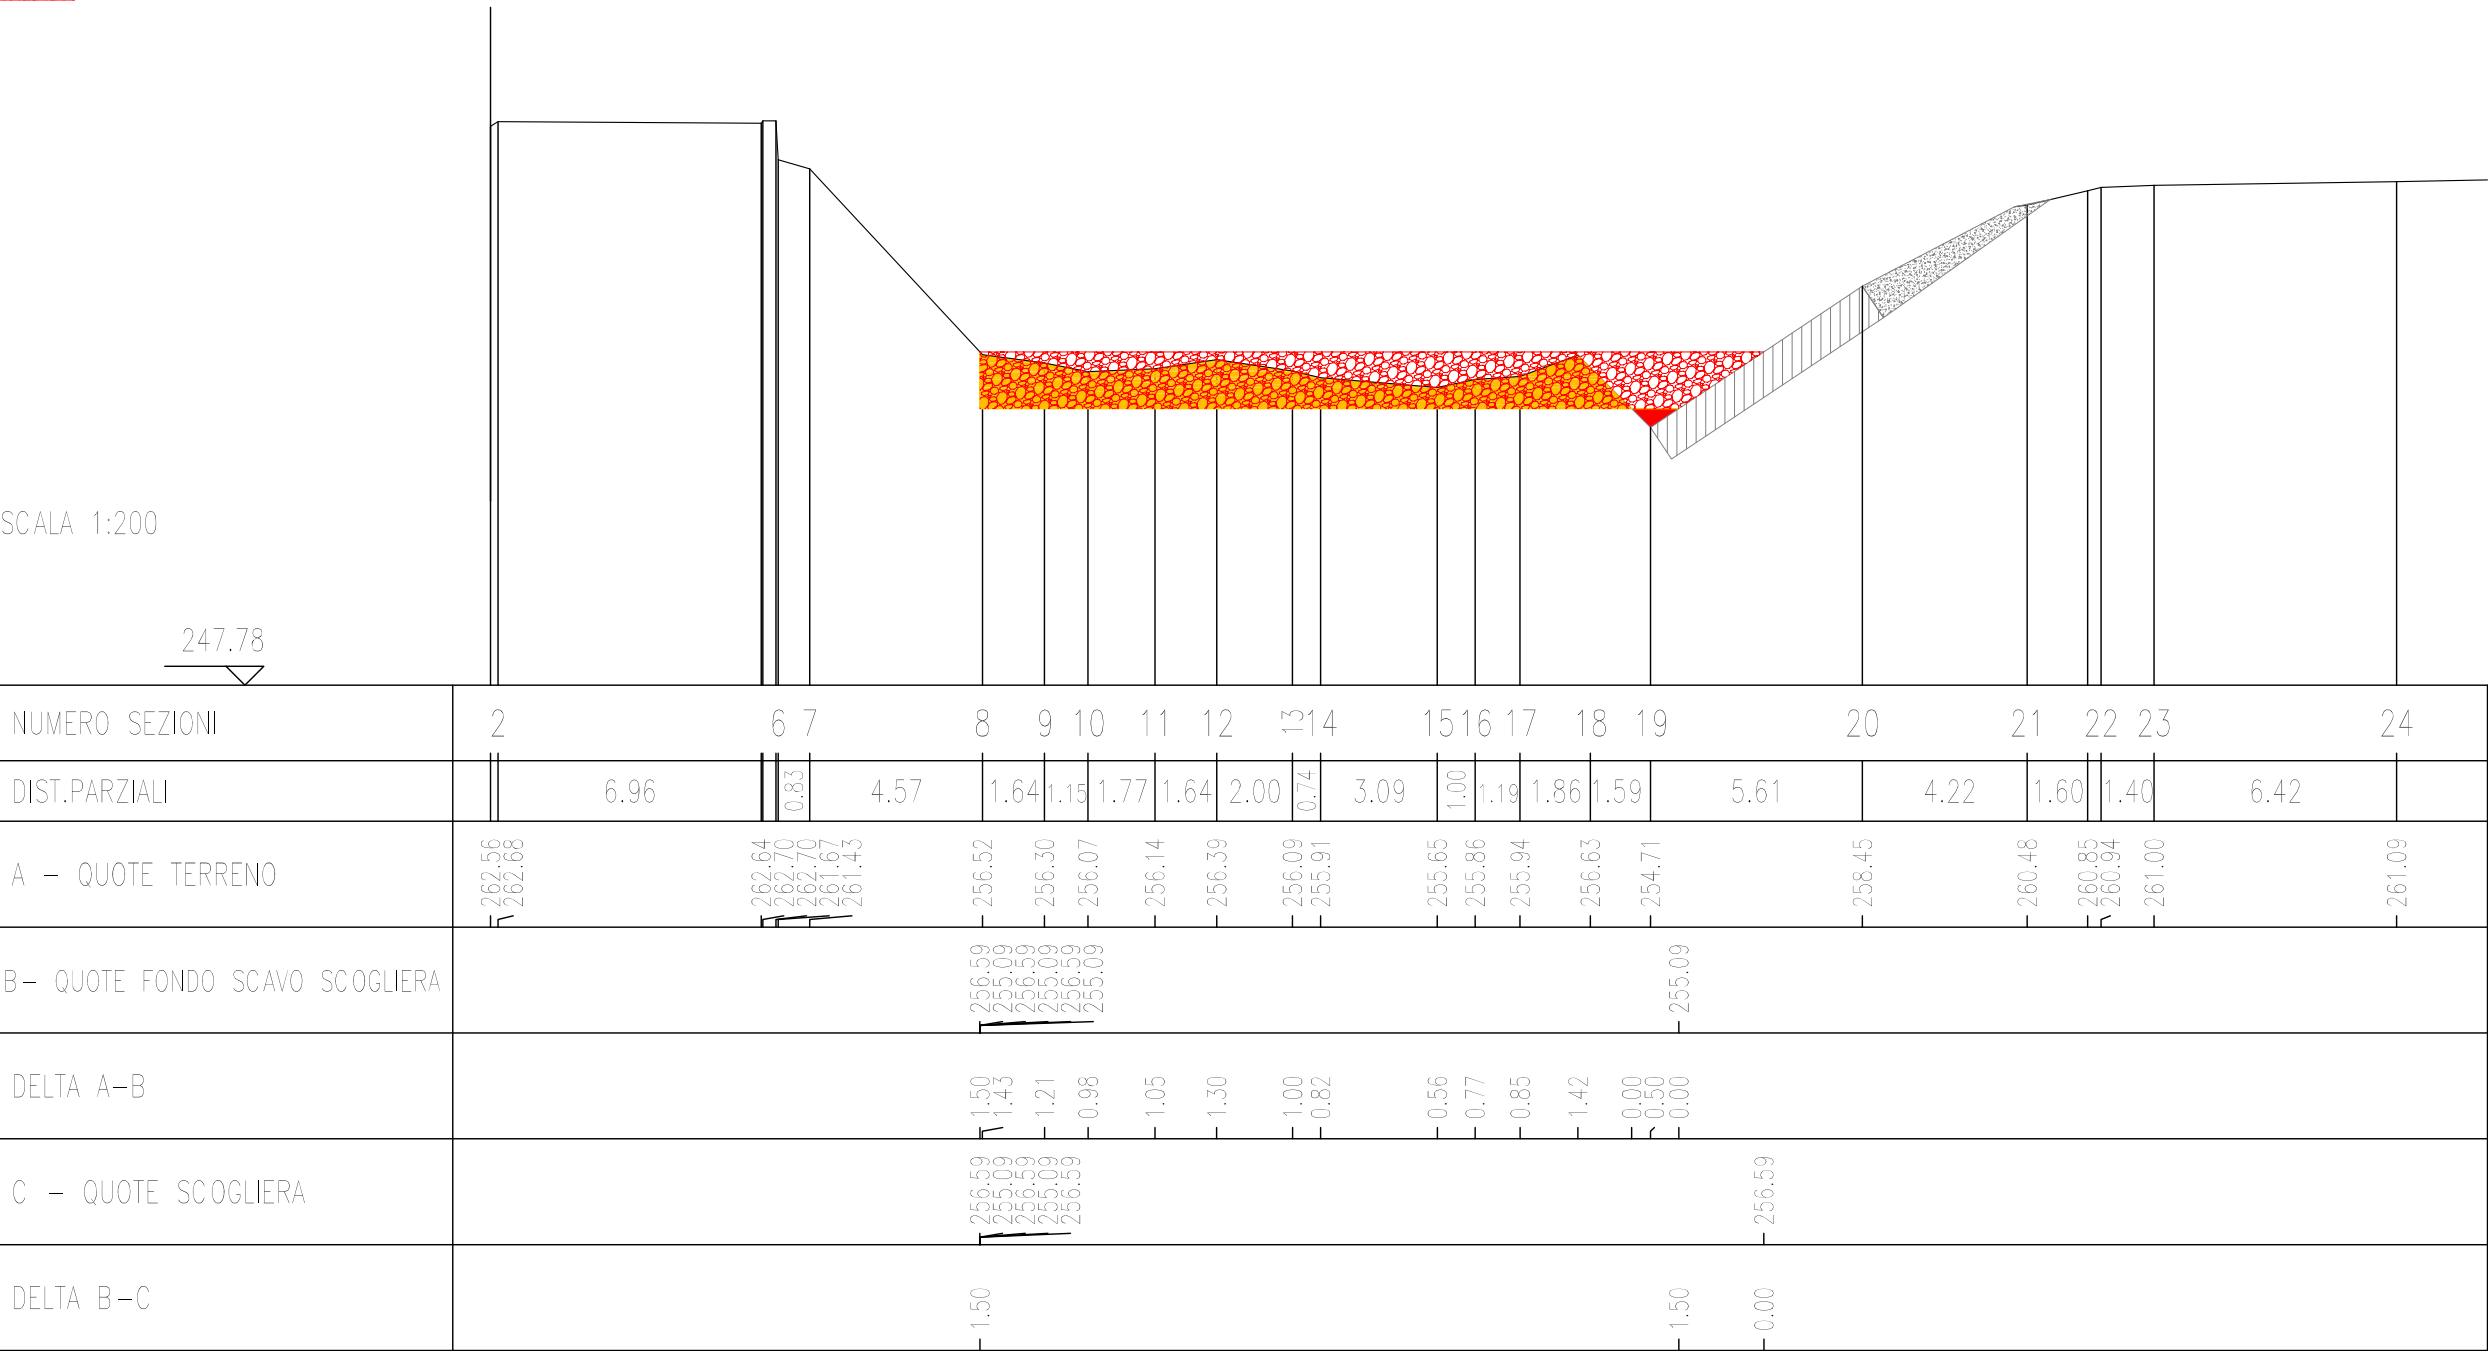 SCALA 1:200
247.78
NUMERO SEZIONI 2 6 7 8 9 10 11 12 13 14 15 16 17 18 19 20 21 22 23 24
DIST.PARZIALI 6.96 0.83 4.57 1.64 1.15 1.77 1.64 2.00 0.74 3.09 1.00 1.19 1.86 1.59 5.61 4.22 1.60 1.40 6.42
A - QUOTE TERRENO 262.56 262.68 262.64 262.70 262.70 261.67 261.43 256.52 256.30 256.07 256.14 256.39 256.09 255.91 255.65 255.86 255.94 256.63 254.71 258.45 260.48 260.85 260.94 261.00 261.09
B- QUOTE FONDO SCAVO SCOGLIERA 256.59 255.09 256.59 255.09 256.59 255.09 255.09
DELTA A-B 1.50 1.43 1.21 0.98 1.05 1.30 1.00 0.82 0.56 0.77 0.85 1.42 0.00 0.50 0.00
C - QUOTE SCOGLIERA 256.59 255.09 256.59 255.09 256.59 256.59
DELTA B-C 1.50 1.50 0.00